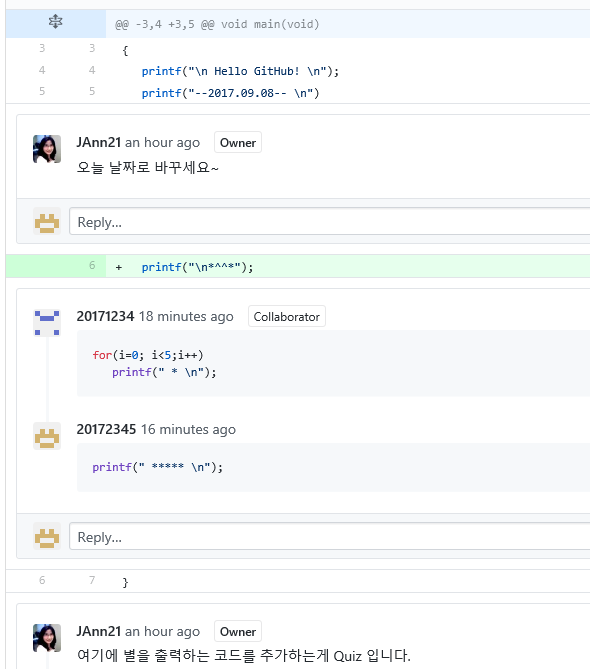 @@ -3,4 +3,5 @@ void main(void)
3 3 {
4 4 printf("\n Hello GitHub! \n");
5 5 printf("--2017.09.08-- \n")
JAnn21 an hour ago Owner
오늘 날짜로 바꾸세요~
Reply...
6 + printf("\n*^^*");
20171234 18 minutes ago Collaborator
for(i=0; i<5;i++)
printf(" * \n");
20172345 16 minutes ago
printf(" ***** \n");
Reply...
6 7 }
JAnn21 an hour ago Owner
여기에 별을 출력하는 코드를 추가하는게 Quiz 입니다.